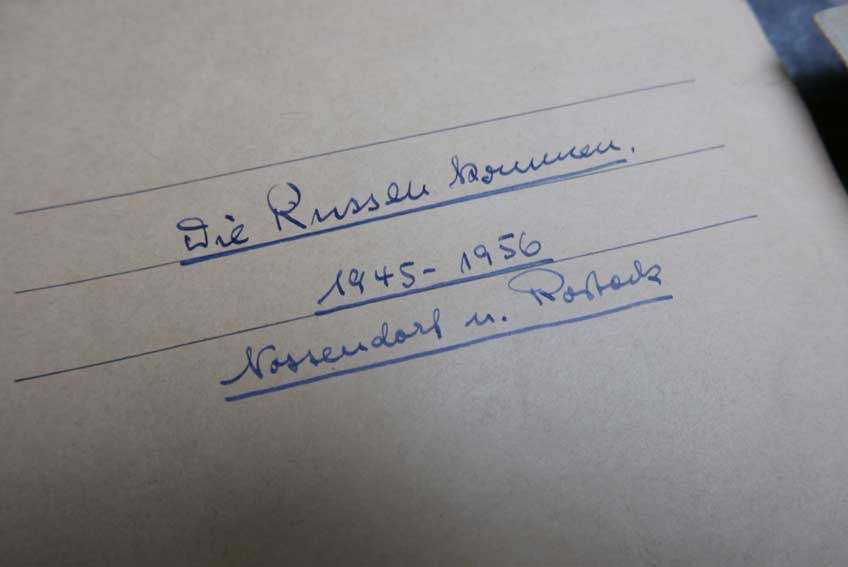 Die Russen kommen.
1945-1956
Nossendorf u. Rostock